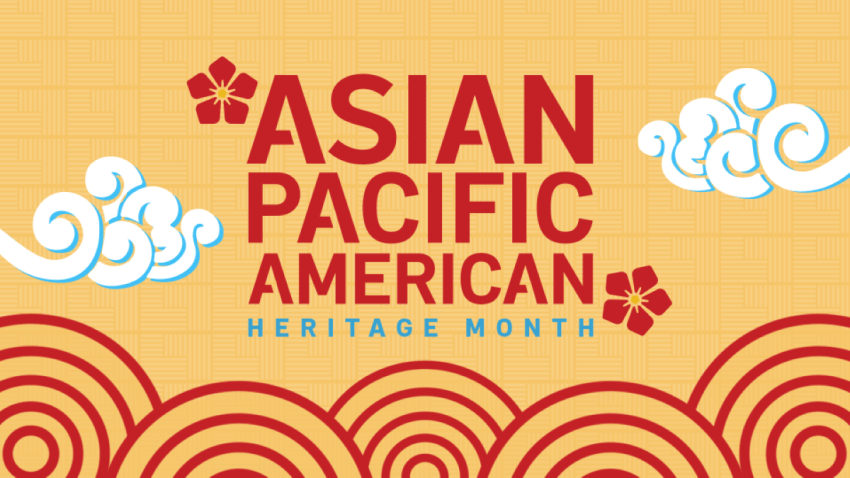 ASIAN
PACIFIC
AMERICAN
HERITAGE MONTH